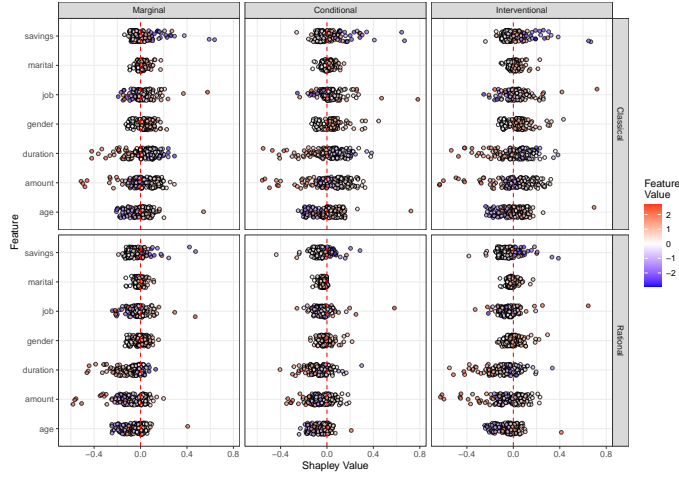 Marginal
Conditional
Interventional
savings
marital
job
gender
duration
amount
age
Classical
Feature
savings
marital
job
gender
duration
amount
age
Rational
−0.4
0.0
0.4
0.8
−0.4
0.0
0.4
0.8
−0.4
0.0
0.4
0.8
Shapley Value
Feature
Value
2
1
0
−1
−2